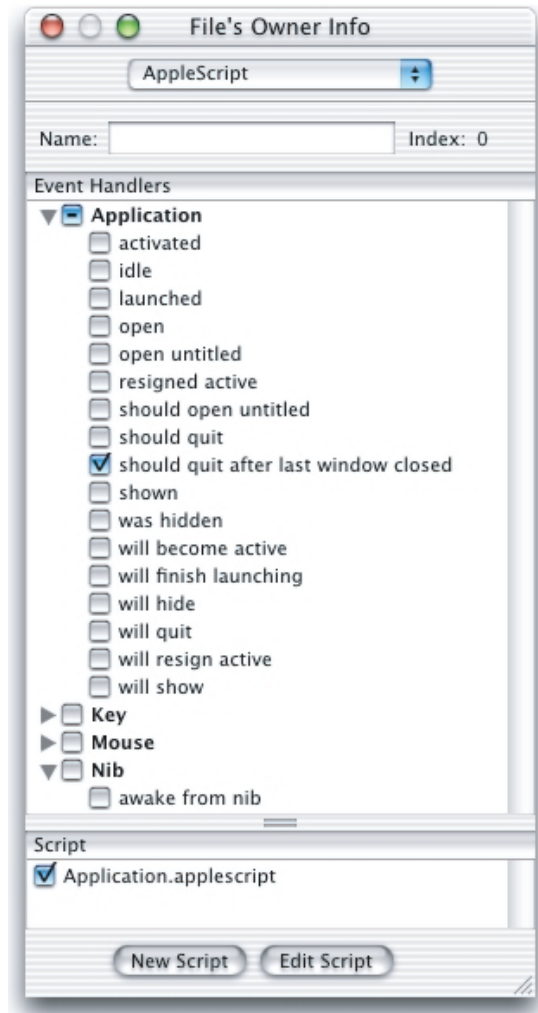 File's Owner Info
AppleScript
Name: Index: 0
Event Handlers
Application
activated
idle
launched
open
open untitled
resigned active
should open untitled
should quit
should quit after last window closed
shown
was hidden
will become active
will finish launching
will hide
will quit
will resign active
will show
Key
Mouse
Nib
awake from nib
Script
Application.applescript
New Script Edit Script